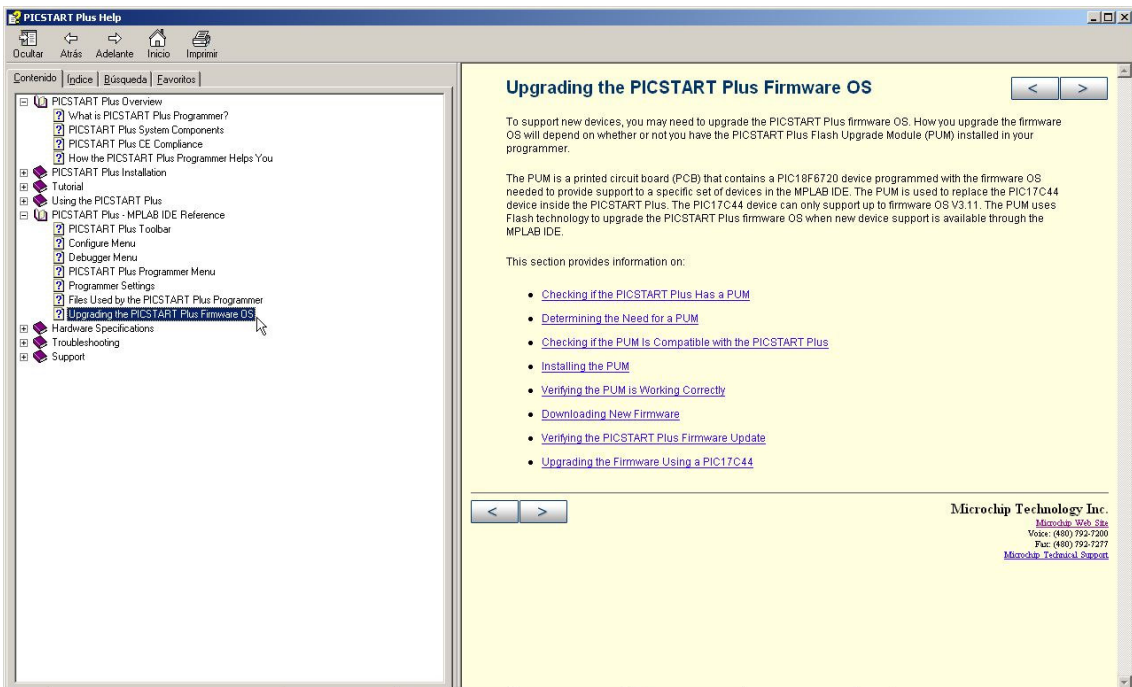 PICSTART Plus Help
Ocultar Atrás Adelante Inicio Imprimir
Contenido Índice Búsqueda Favoritos
PICSTART Plus Overview
What is PICSTART Plus Programmer?
PICSTART Plus System Components
PICSTART Plus CE Compliance
How the PICSTART Plus Programmer Helps You
PICSTART Plus Installation
Tutorial
Using the PICSTART Plus
PICSTART Plus - MPLAB IDE Reference
PICSTART Plus Toolbar
Configure Menu
Debugger Menu
PICSTART Plus Programmer Menu
Programmer Settings
Files Used by the PICSTART Plus Programmer
Upgrading the PICSTART Plus Firmware OS
Hardware Specifications
Troubleshooting
Support
Upgrading the PICSTART Plus Firmware OS
< >
To support new devices, you may need to upgrade the PICSTART Plus firmware OS. How you upgrade the firmware
OS will depend on whether or not you have the PICSTART Plus Flash Upgrade Module (PUM) installed in your
programmer.
The PUM is a printed circuit board (PCB) that contains a PIC18F6720 device programmed with the firmware OS
needed to provide support to a specific set of devices in the MPLAB IDE. The PUM is used to replace the PIC17C44
device inside the PICSTART Plus. The PIC17C44 device can only support up to firmware OS V3.11. The PUM uses
Flash technology to upgrade the PICSTART Plus firmware OS when new device support is available through the
MPLAB IDE.
This section provides information on:
• Checking if the PICSTART Plus Has a PUM
• Determining the Need for a PUM
• Checking if the PUM Is Compatible with the PICSTART Plus
• Installing the PUM
• Verifying the PUM is Working Correctly
• Downloading New Firmware
• Verifying the PICSTART Plus Firmware Update
• Upgrading the Firmware Using a PIC17C44
< >
Microchip Technology Inc.
Microchip Web Site
Voice: (480) 792-7200
Fax: (480) 792-7277
Microchip Technical Support